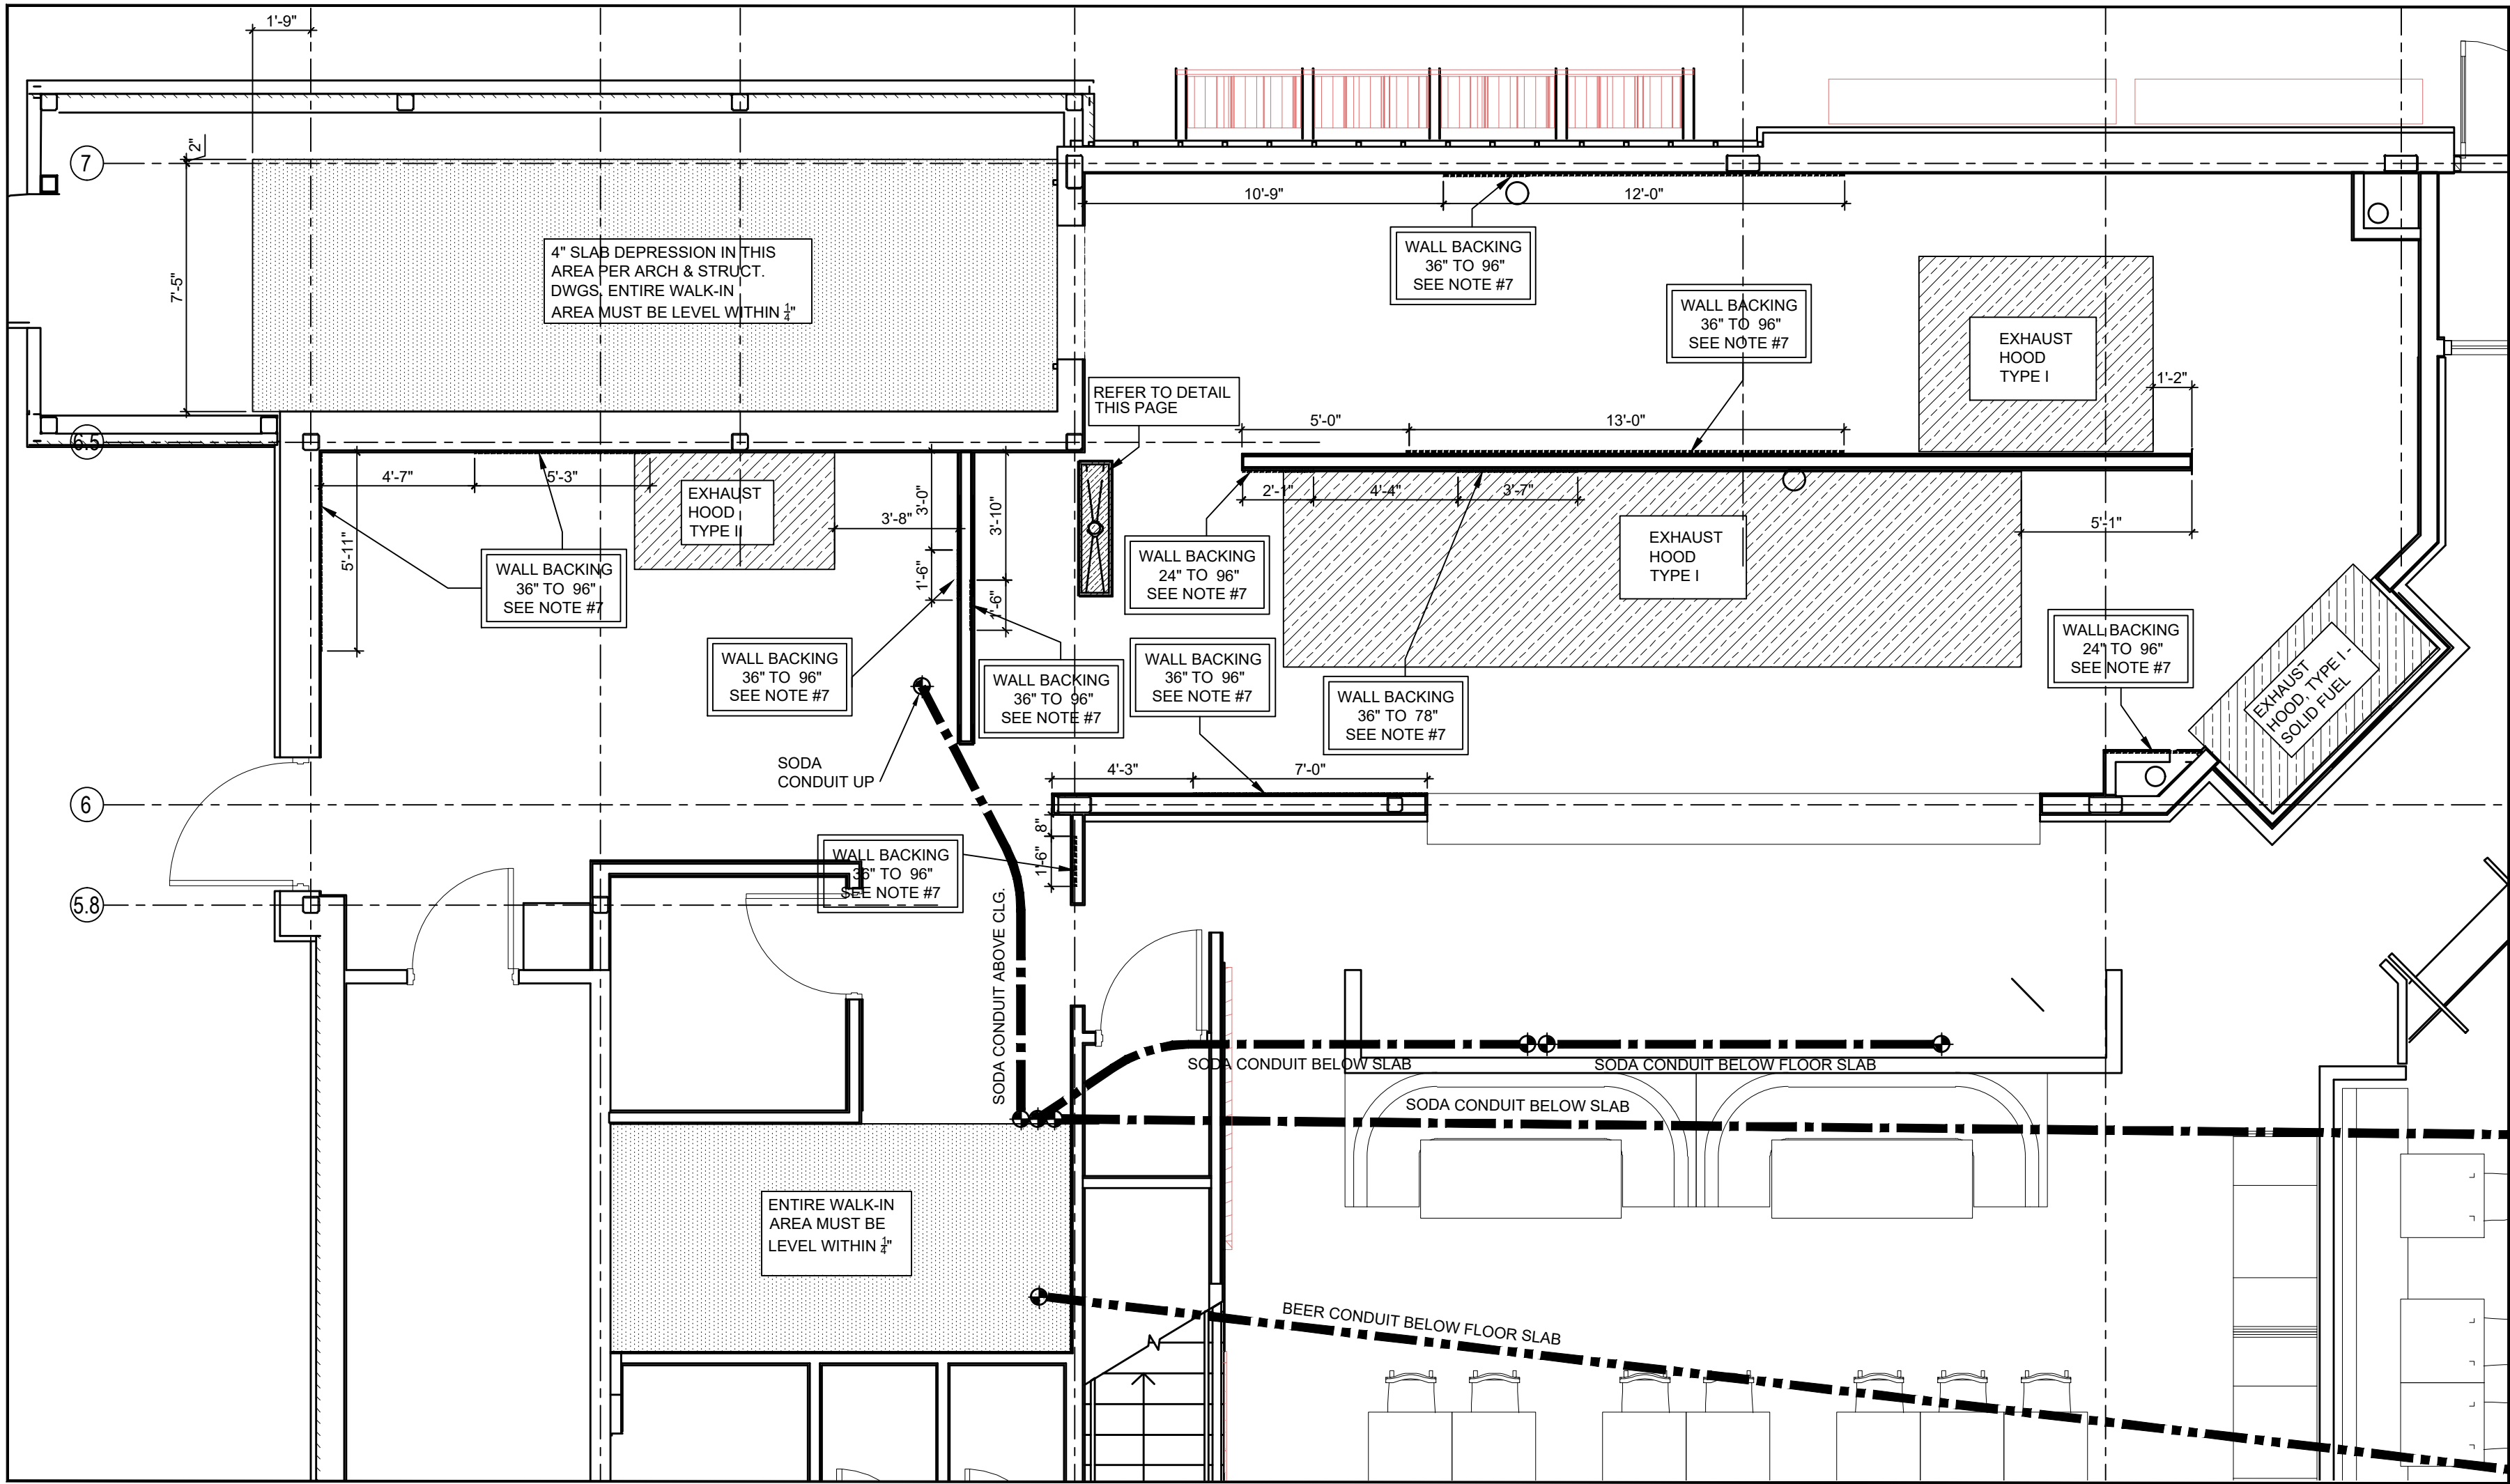 1'-9"
7
2"
7'-5"
4" SLAB DEPRESSION IN THIS
AREA PER ARCH & STRUCT.
DWGS. ENTIRE WALK-IN
AREA MUST BE LEVEL WITHIN 1/4"
10'-9"
12'-0"
WALL BACKING
36" TO 96"
SEE NOTE #7
WALL BACKING
36" TO 96"
SEE NOTE #7
EXHAUST
HOOD
TYPE I
1'-2"
REFER TO DETAIL
THIS PAGE
5'-0"
13'-0"
6.5
4'-7"
5'-3"
EXHAUST
HOOD
TYPE II
3'-8"
3'-0"
1'-6"
3'-10"
1'-6"
5'-11"
2'-1"
4'-4"
3'-7"
5'-1"
EXHAUST
HOOD
TYPE I
WALL BACKING
36" TO 96"
SEE NOTE #7
WALL BACKING
24" TO 96"
SEE NOTE #7
WALL BACKING
36" TO 96"
SEE NOTE #7
WALL BACKING
36" TO 96"
SEE NOTE #7
WALL BACKING
36" TO 96"
SEE NOTE #7
WALL BACKING
36" TO 78"
SEE NOTE #7
WALL BACKING
24" TO 96"
SEE NOTE #7
EXHAUST
HOOD, TYPE I -
SOLID FUEL
SODA
CONDUIT UP
4'-3"
7'-0"
6
8"
1'-6"
WALL BACKING
36" TO 96"
SEE NOTE #7
5.8
SODA CONDUIT ABOVE CLG.
SODA CONDUIT BELOW SLAB
SODA CONDUIT BELOW FLOOR SLAB
SODA CONDUIT BELOW SLAB
ENTIRE WALK-IN
AREA MUST BE
LEVEL WITHIN 1/4"
BEER CONDUIT BELOW FLOOR SLAB